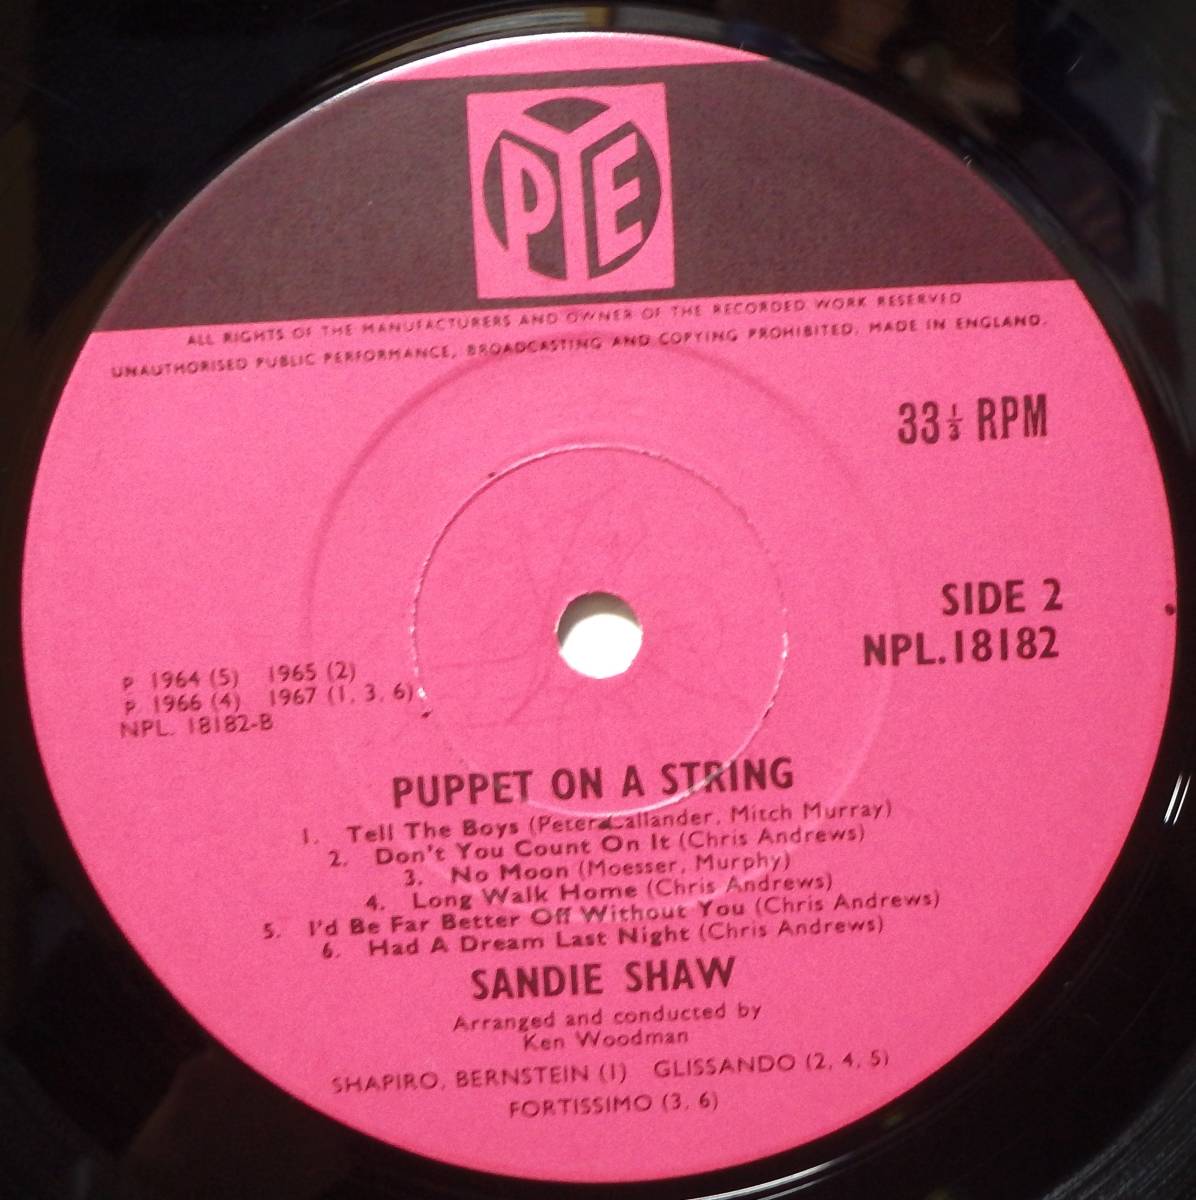 PYE
ALL RIGHTS OF THE MANUFACTURERS AND OWNER OF THE RECORDED WORK RESERVED
UNAUTHORISED PUBLIC PERFORMANCE, BROADCASTING AND COPYING PROHIBITED. MADE IN ENGLAND.
33⅓ RPM
SIDE 2
NPL.18182
P 1964 (5) 1965 (2)
P. 1966 (4) 1967 (1, 3, 6)
NPL. 18182-B
PUPPET ON A STRING
1. Tell The Boys (Peter Callander, Mitch Murray)
2. Don't You Count On It (Chris Andrews)
3. No Moon (Moesser, Murphy)
4. Long Walk Home (Chris Andrews)
5. I'd Be Far Better Off Without You (Chris Andrews)
6. Had A Dream Last Night (Chris Andrews)
SANDIE SHAW
Arranged and conducted by
Ken Woodman
SHAPIRO, BERNSTEIN (1) GLISSANDO (2, 4, 5)
FORTISSIMO (3, 6)